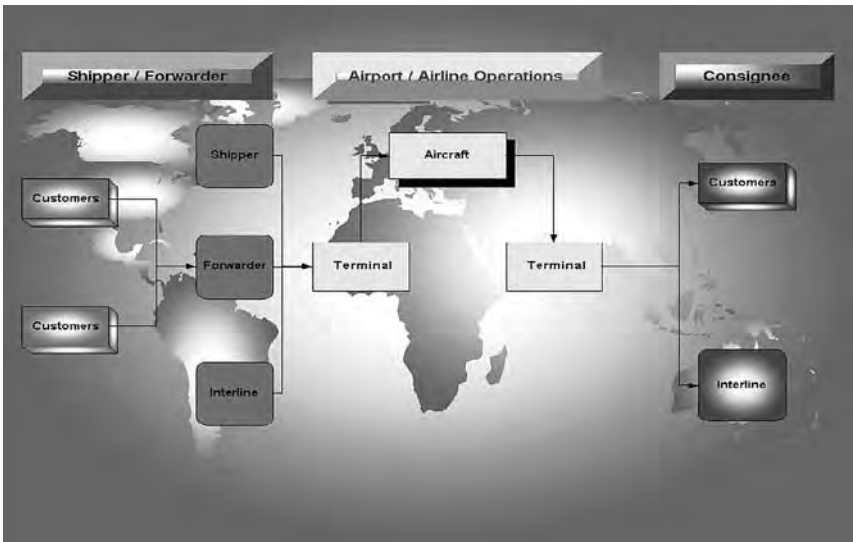 Shipper / Forwarder
Airport / Airline Operations
Consignee
Shipper
Aircraft
Customers
Customers
Forwarder
Terminal
Terminal
Customers
Interline
Interline